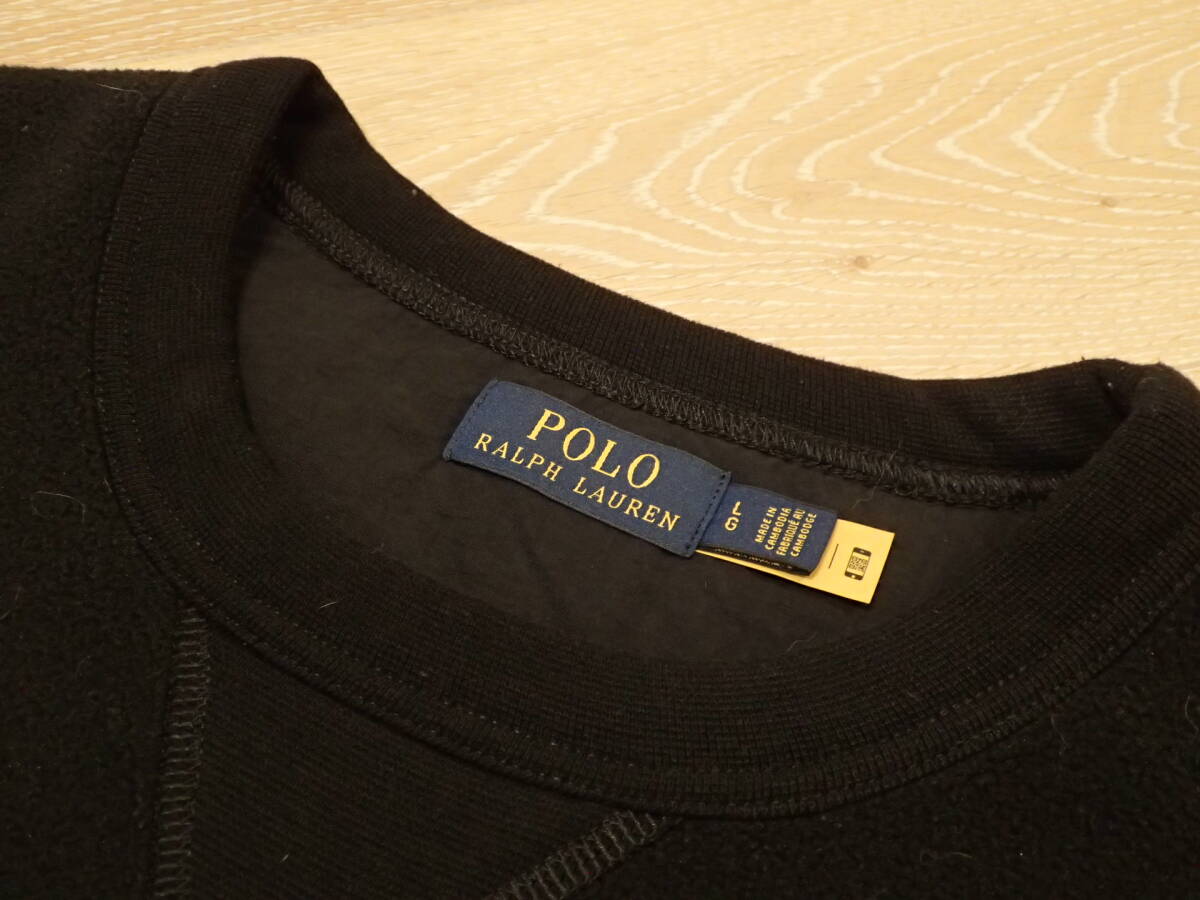 POLO
RALPH LAUREN
L
G
MADE IN
CAMBODIA
FABRIQUÉ AU
CAMBODGE